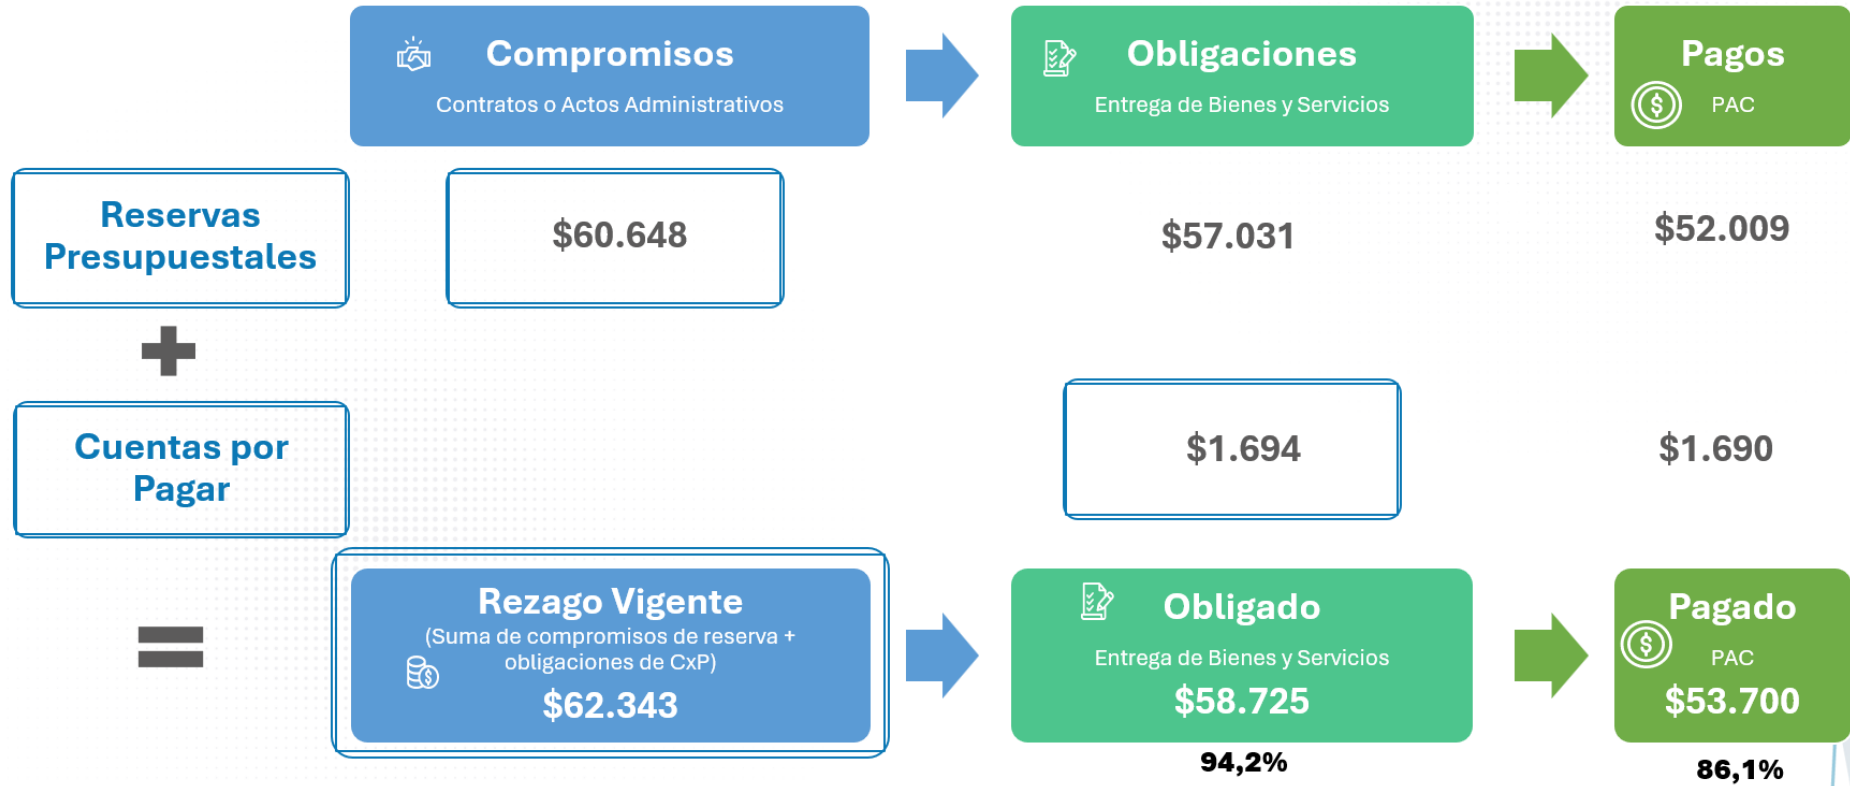 Compromisos
Contratos o Actos Administrativos
Obligaciones
Entrega de Bienes y Servicios
Pagos
$
PAC
Reservas
Presupuestales
$60.648
$57.031
$52.009
Cuentas por
Pagar
$1.694
$1.690
Rezago Vigente
(Suma de compromisos de reserva +
obligaciones de CxP)
$
$62.343
Obligado
Entrega de Bienes y Servicios
$58.725
94,2%
Pagado
$
PAC
$53.700
86,1%